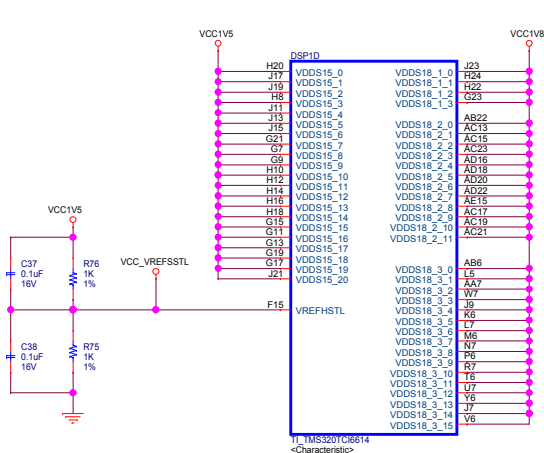 VCC1V5
VCC1V8
DSP1D
H20 VDDS15_0 VDDS18_1_0 J23
J17 VDDS15_1 VDDS18_1_1 H24
J19 VDDS15_2 VDDS18_1_2 H22
H8 VDDS15_3 VDDS18_1_3 G23
J11 VDDS15_4
J13 VDDS15_5 VDDS18_2_0 AB22
J15 VDDS15_6 VDDS18_2_1 AC13
G21 VDDS15_7 VDDS18_2_2 AC15
G7 VDDS15_8 VDDS18_2_3 AC23
G9 VDDS15_9 VDDS18_2_4 AD16
H10 VDDS15_10 VDDS18_2_5 AD18
H12 VDDS15_11 VDDS18_2_6 AD20
H14 VDDS15_12 VDDS18_2_7 AD22
H16 VDDS15_13 VDDS18_2_8 AE15
H18 VDDS15_14 VDDS18_2_9 AC17
G15 VDDS15_15 VDDS18_2_10 AC19
G11 VDDS15_16 VDDS18_2_11 AC21
G13 VDDS15_17
G19 VDDS15_18
G17 VDDS15_19 VDDS18_3_0 AB6
J21 VDDS15_20 VDDS18_3_1 L5
VDDS18_3_2 AA7
VDDS18_3_3 W7
F15 VREFHSTL VDDS18_3_4 J9
VDDS18_3_5 K6
VDDS18_3_6 L7
VDDS18_3_7 M6
VDDS18_3_8 N7
VDDS18_3_9 P6
VDDS18_3_10 R7
VDDS18_3_11 T6
VDDS18_3_12 U7
VDDS18_3_13 Y6
VDDS18_3_14 J7
VDDS18_3_15 V6
TI_TMS320TCI6614
<Characteristic>
VCC1V5
VCC_VREFSSTL
C37
0.1uF
16V
R76
1K
1%
C38
0.1uF
16V
R75
1K
1%